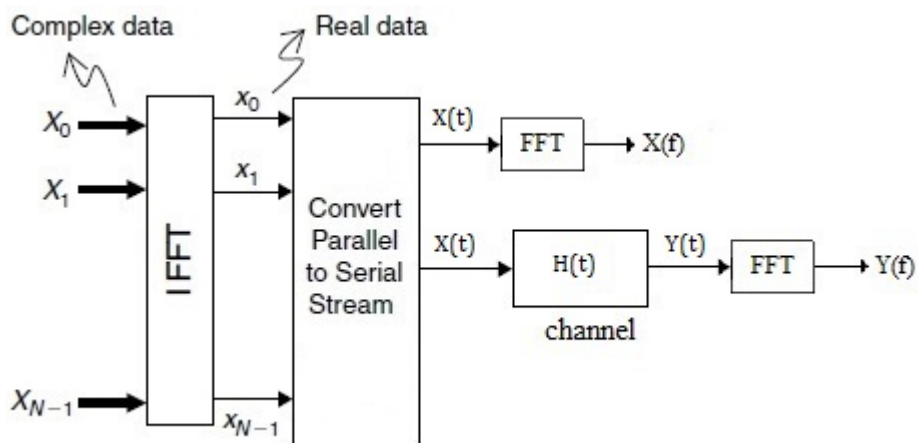 Complex data
Real data
X0
x0
X1
x1
XN−1
xN−1
IFFT
Convert
Parallel
to Serial
Stream
X(t)
FFT
X(f)
X(t)
H(t)
Y(t)
FFT
Y(f)
channel